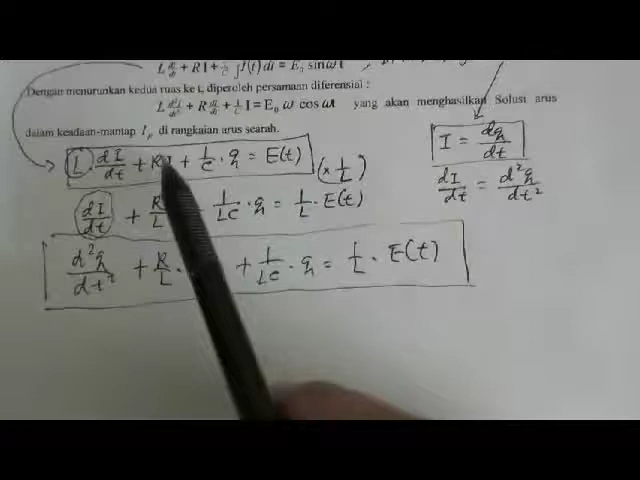 L dI/dt + RI + 1/C ∫ I(t) dt = E₀ sin ωt
Dengan menurunkan kedua ruas ke t, diperoleh persamaan diferensial :
L d²I/dt² + R dI/dt + 1/C I = E₀ ω cos ωt yang akan menghasilkan Solusi arus
dalam keadaan-mantap Iₚ di rangkaian arus searah.
I = dq/dt
L dI/dt + RI + 1/C · q = E(t) (× 1/L)
dI/dt = d²q/dt²
dI/dt + R/L 1/LC · q = 1/L · E(t)
d²q/dt² + R/L · + 1/LC · q = 1/L · E(t)